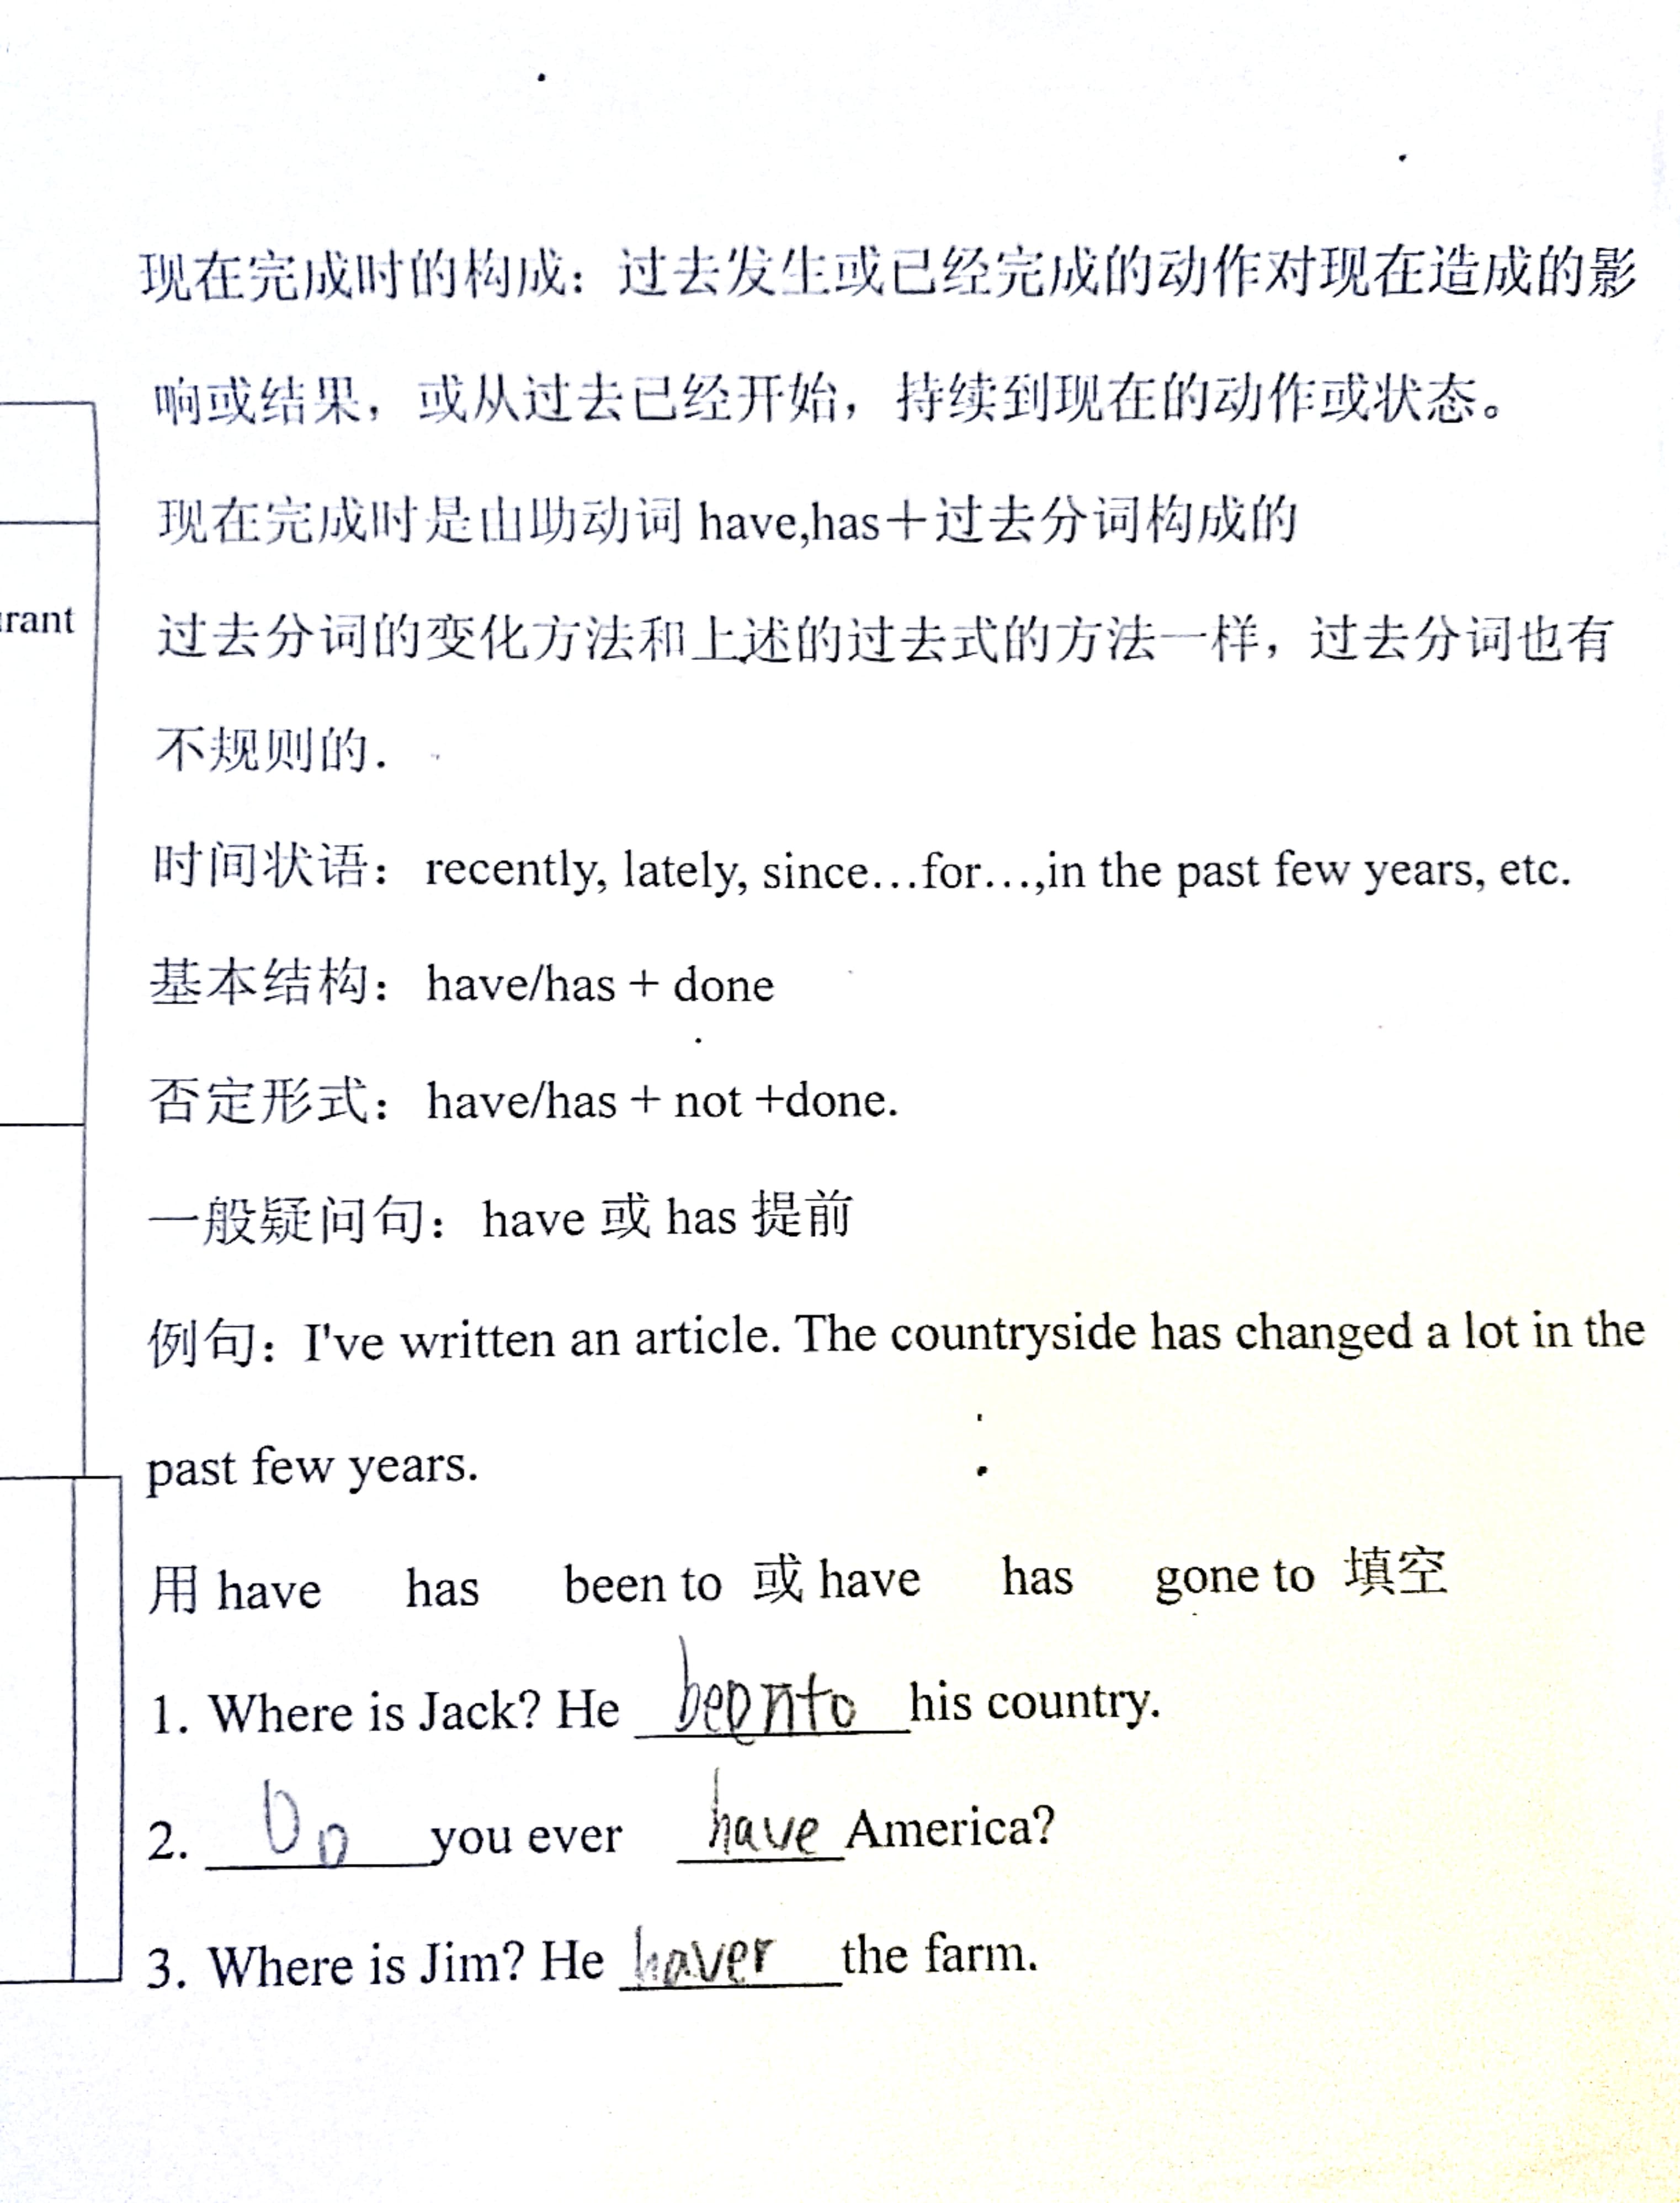 现在完成时的构成：过去发生或已经完成的动作对现在造成的影
响或结果，或从过去已经开始，持续到现在的动作或状态。
现在完成时是由助动词 have,has＋过去分词构成的
rant
过去分词的变化方法和上述的过去式的方法一样，过去分词也有
不规则的.
时间状语：recently, lately, since…for…,in the past few years, etc.
基本结构：have/has + done
否定形式：have/has + not +done.
一般疑问句：have 或 has 提前
例句：I've written an article. The countryside has changed a lot in the
past few years.
用 have has been to 或 have has gone to 填空
1. Where is Jack? He beento his country.
2. Do you ever have America?
3. Where is Jim? He haver the farm.